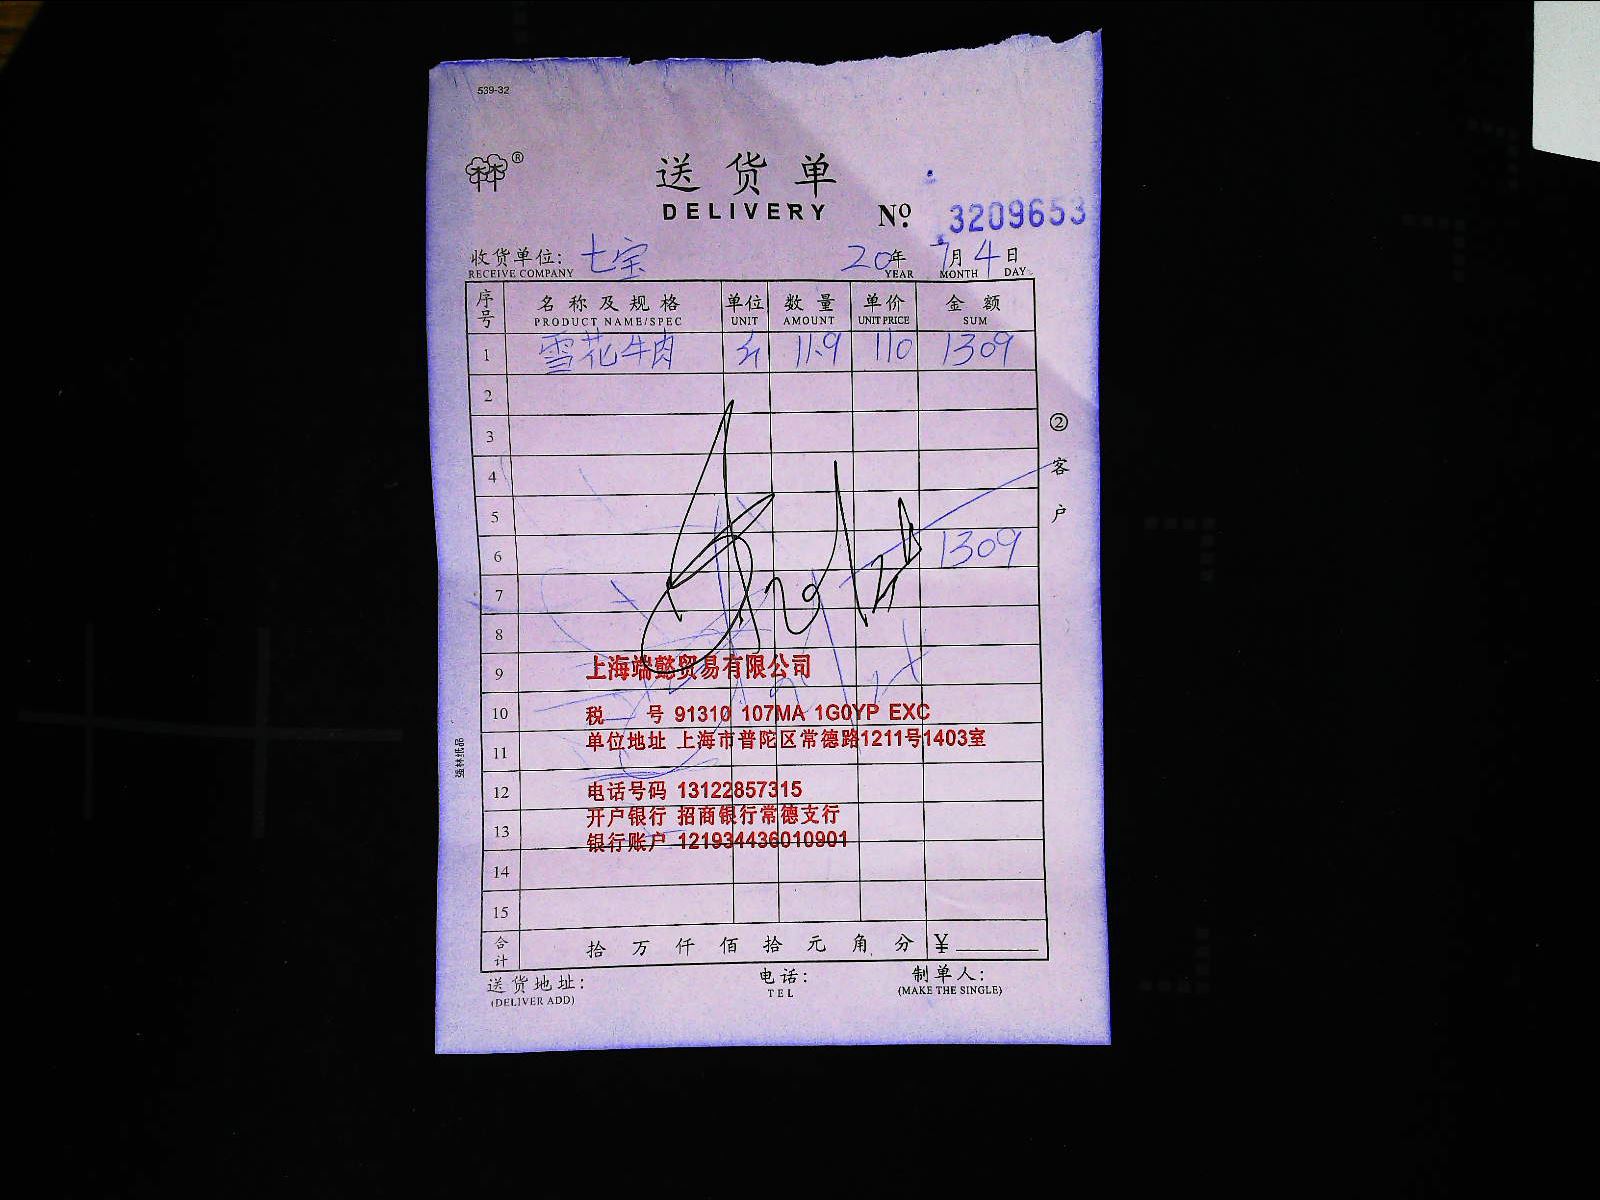 539-32
®
送货单
DELIVERY
No. 3209653
收货单位: 七宝 20年 7月 4日
RECEIVE COMPANY YEAR MONTH DAY
序号 名称及规格 单位 数量 单价 金额
PRODUCT NAME/SPEC UNIT AMOUNT UNIT PRICE SUM
1 雪花牛肉 斤 11.9 110 1309
2
3
4
5
6 1309
7
8
9
10
11
12
13
14
15
② 客户
上海端懿贸易有限公司
税 号 91310 107MA 1G0YP EXC
单位地址 上海市普陀区常德路1211号1403室
电话号码 13122857315
开户银行 招商银行常德支行
银行账户 121934436010901
强林纸品
合计 拾 万 仟 佰 拾 元 角 分 ¥
送货地址: 电话: 制单人:
(DELIVER ADD) TEL (MAKE THE SINGLE)